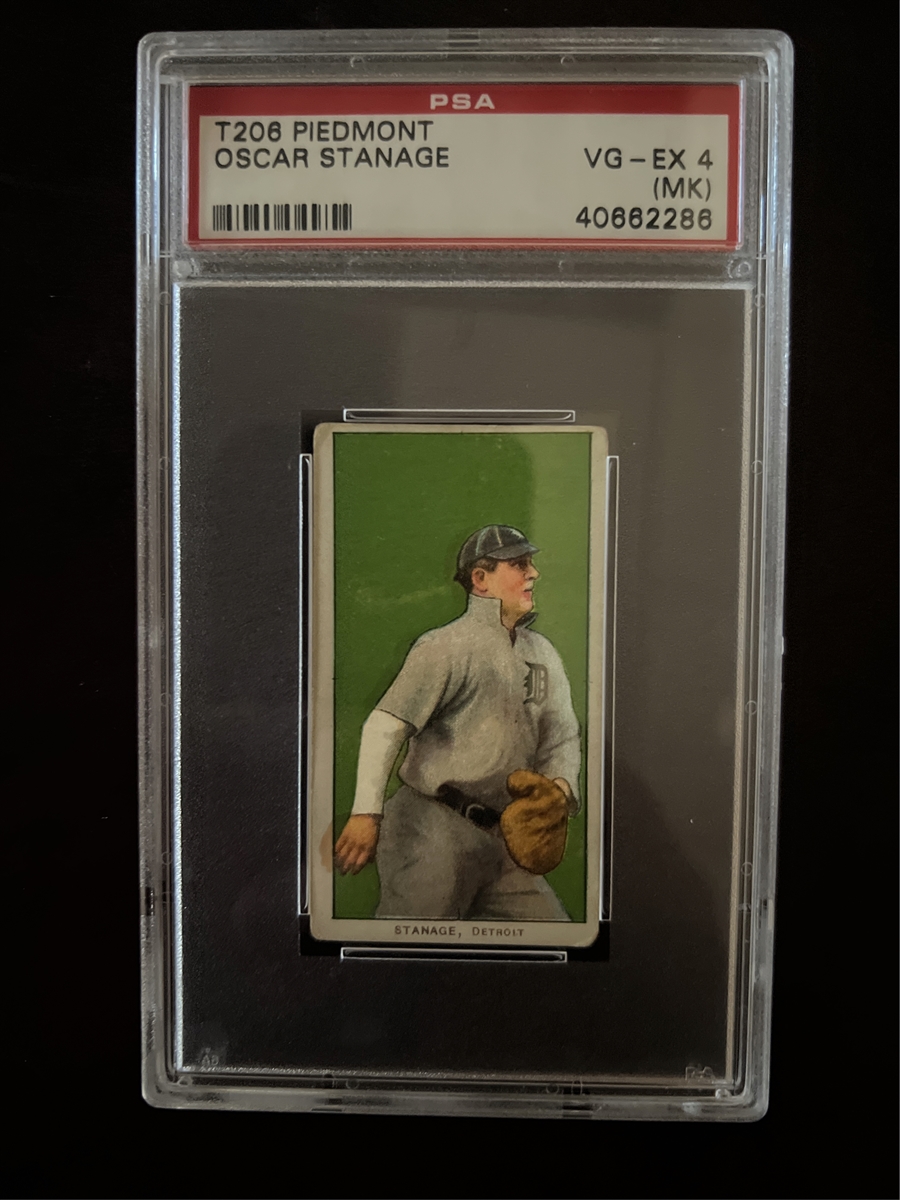 PSA
T206 PIEDMONT
OSCAR STANAGE VG-EX 4
(MK)
40662286
D
STANAGE, DETROIT